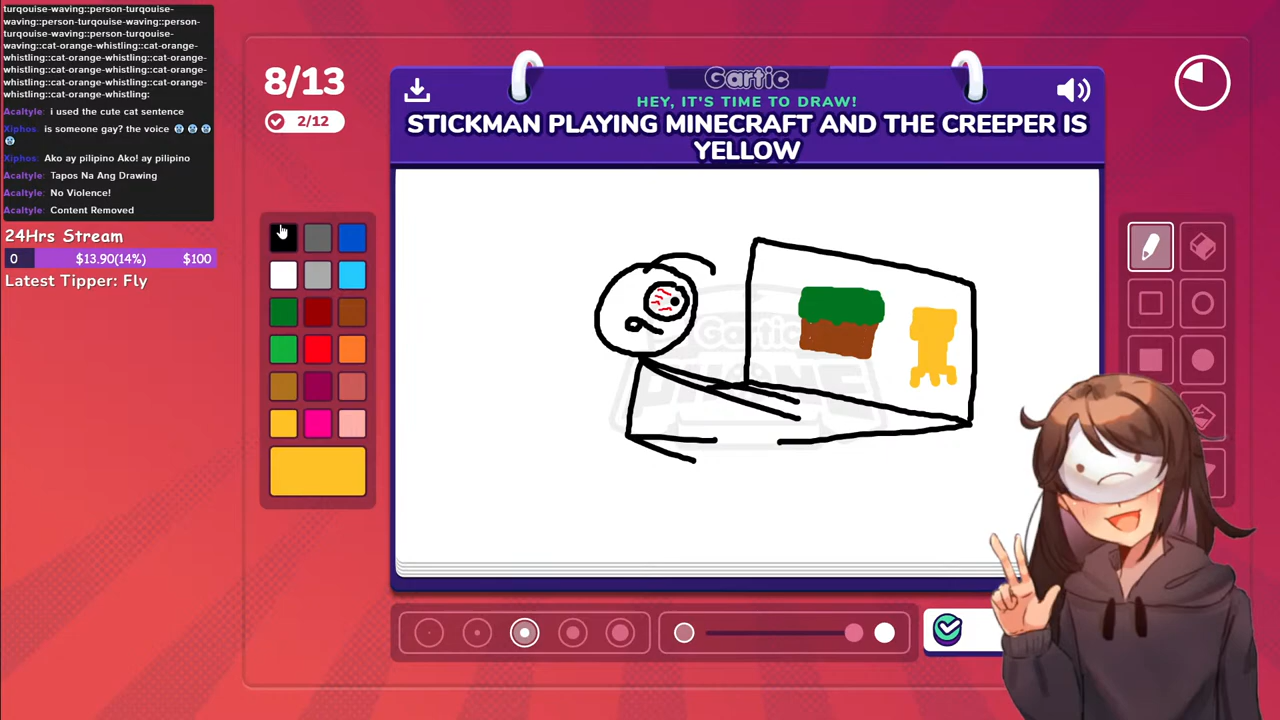 turqouise-waving::person-turqouise-
waving::person-turqouise-waving::person-
turqouise-waving::person-turqouise-
waving::cat-orange-whistling::cat-orange-
whistling::cat-orange-whistling::cat-orange-
whistling::cat-orange-whistling::cat-orange-
whistling::cat-orange-whistling::cat-orange-
whistling::cat-orange-whistling:
Acaltyle: i used the cute cat sentence
Xiphos: is someone gay? the voice
Xiphos: Ako ay pilipino Ako! ay pilipino
Acaltyle: Tapos Na Ang Drawing
Acaltyle: No Violence!
Acaltyle: Content Removed
24Hrs Stream
0 $13.90(14%) $100
Latest Tipper: Fly
8/13
2/12
Gartic
HEY, IT'S TIME TO DRAW!
STICKMAN PLAYING MINECRAFT AND THE CREEPER IS
YELLOW
Gartic
PHONE